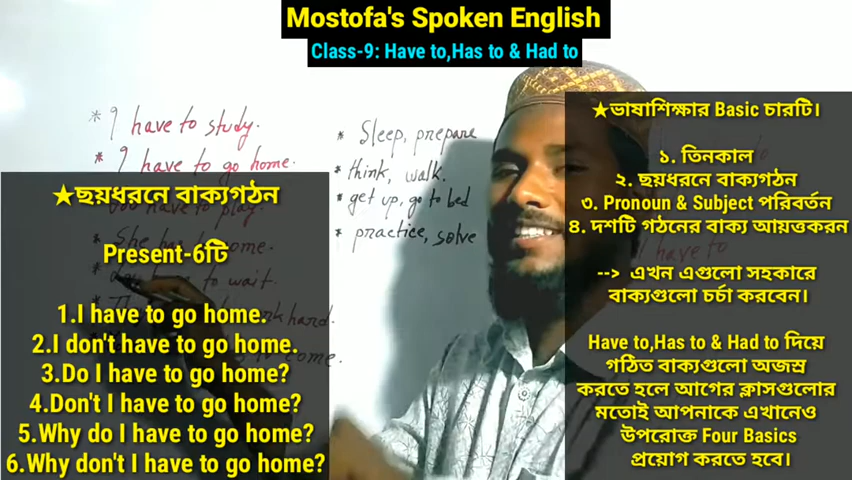 Mostofa's Spoken English
Class-9: Have to,Has to & Had to
* I have to study.
* I have to go home.
* Sleep, prepare
* think, walk.
* get up, go to bed
* practice, solve
★ছয়ধরনে বাক্যগঠন
Present-6টি
1.I have to go home.
2.I don't have to go home.
3.Do I have to go home?
4.Don't I have to go home?
5.Why do I have to go home?
6.Why don't I have to go home?
★ভাষাশিক্ষার Basic চারটি।
১. তিনকাল
২. ছয়ধরনে বাক্যগঠন
৩. Pronoun & Subject পরিবর্তন
৪. দশটি গঠনের বাক্য আয়ত্তকরন
--> এখন এগুলো সহকারে
বাক্যগুলো চর্চা করবেন।
Have to,Has to & Had to দিয়ে
গঠিত বাক্যগুলো অজস্র
করতে হলে আগের ক্লাসগুলোর
মতোই আপনাকে এখানেও
উপরোক্ত Four Basics
প্রয়োগ করতে হবে।